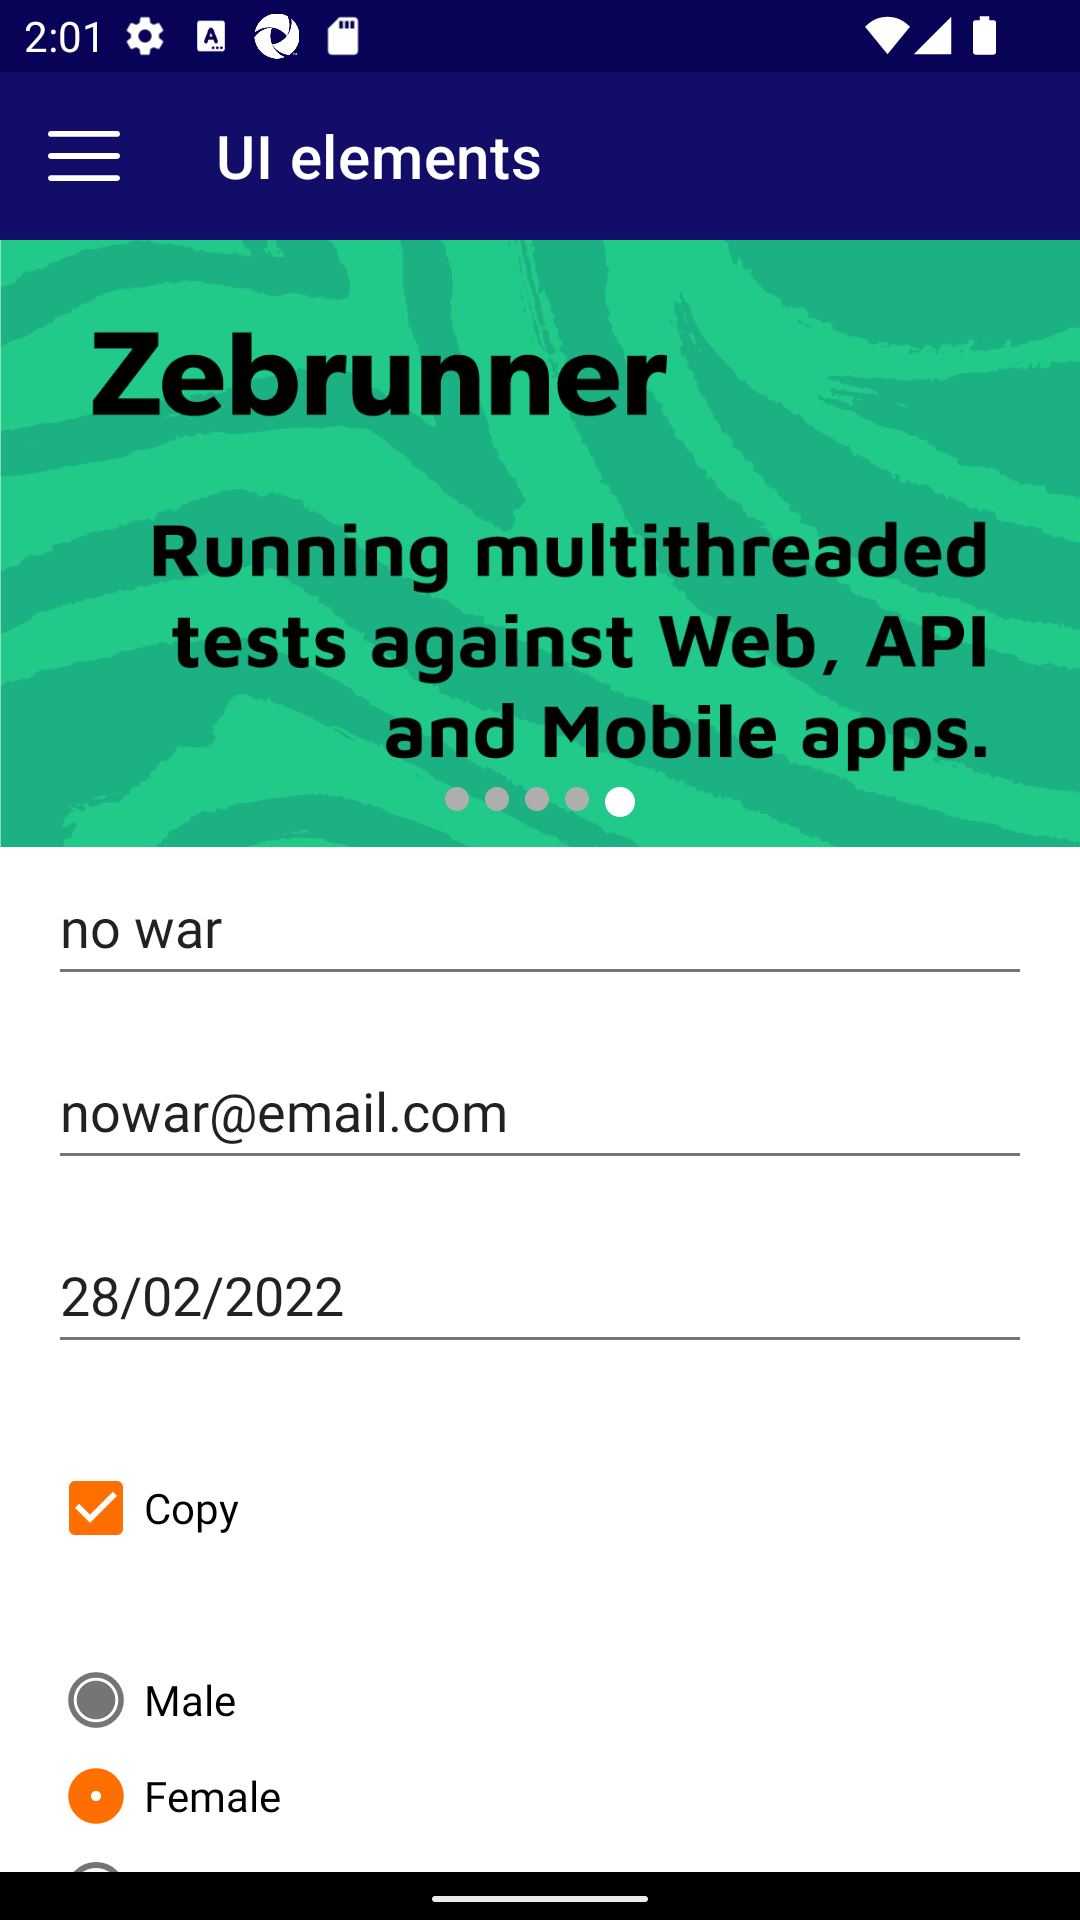 2:01
UI elements
Zebrunner
Running multithreaded
tests against Web, API
and Mobile apps.
no war
nowar@email.com
28/02/2022
Copy
Male
Female